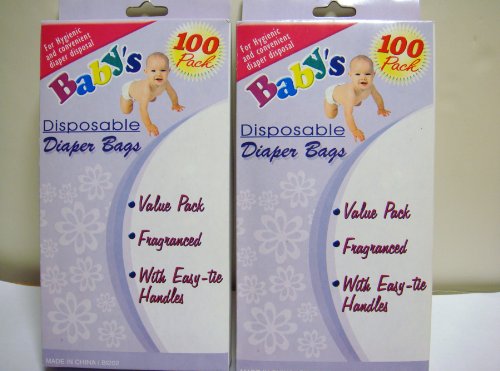 For Hygienic
and convenient
diaper disposal
Baby's
100
Pack
Disposable
Diaper Bags
• Value Pack
• Fragranced
• With Easy-tie
Handles
MADE IN CHINA / B6202
For Hygienic
and convenient
diaper disposal
Baby's
100
Pack
Disposable
Diaper Bags
• Value Pack
• Fragranced
• With Easy-tie
Handles